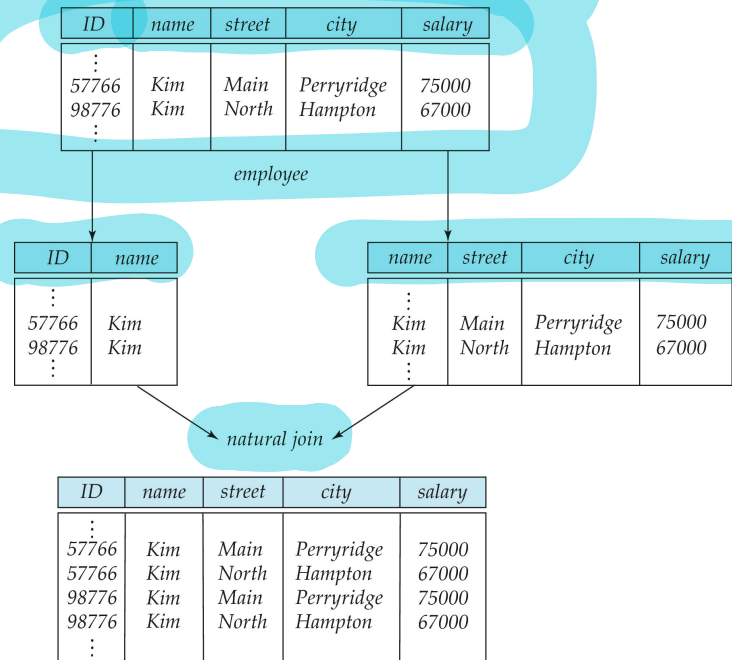 ID name street city salary
⋮
57766 Kim Main Perryridge 75000
98776 Kim North Hampton 67000
⋮
employee
ID name
⋮
57766 Kim
98776 Kim
⋮
name street city salary
⋮
Kim Main Perryridge 75000
Kim North Hampton 67000
⋮
natural join
ID name street city salary
⋮
57766 Kim Main Perryridge 75000
57766 Kim North Hampton 67000
98776 Kim Main Perryridge 75000
98776 Kim North Hampton 67000
⋮